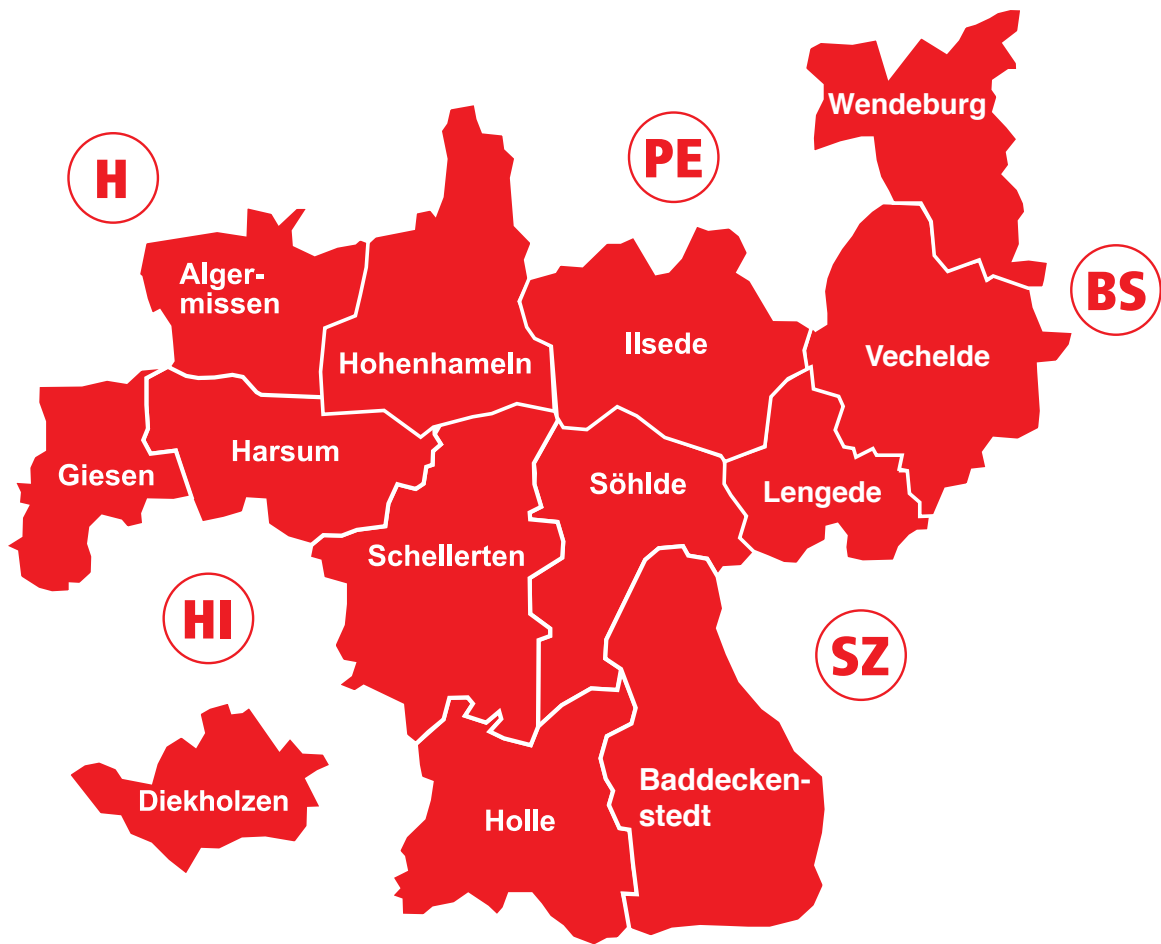 Wendeburg
H
PE
Alger-
missen
BS
Hohenhameln
Ilsede
Vechelde
Giesen
Harsum
Söhlde
Lengede
Schellerten
HI
SZ
Diekholzen
Holle
Baddecken-
stedt